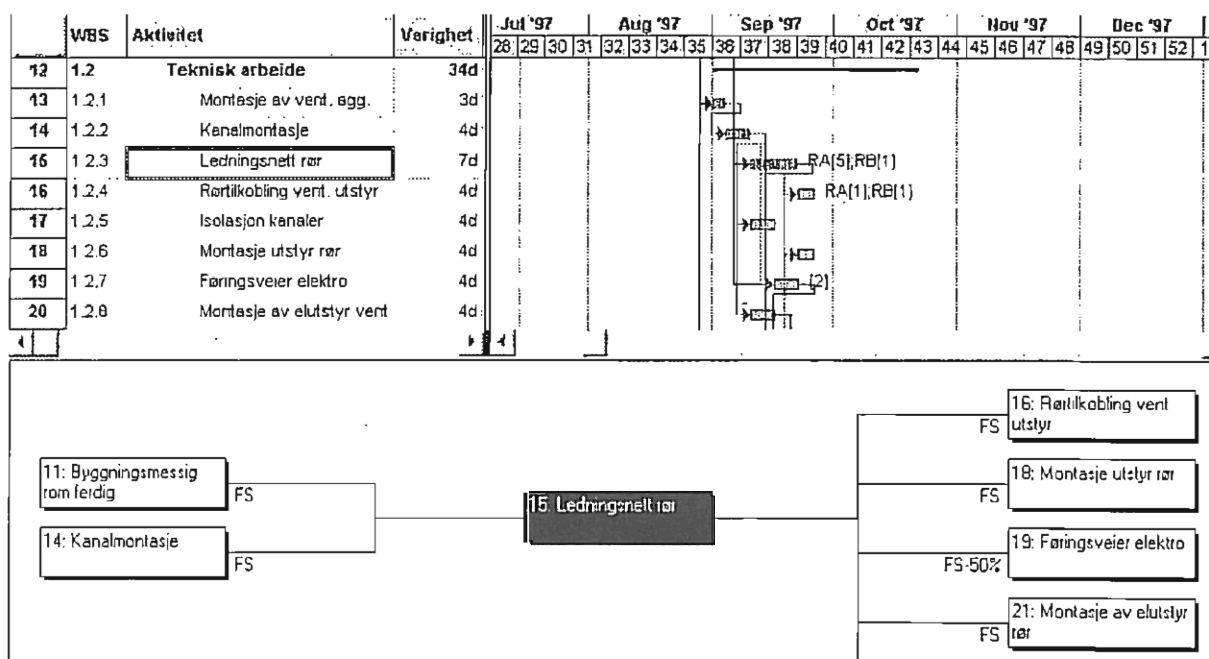 WBS Aktivitet Varighet Jul '97 Aug '97 Sep '97 Oct '97 Nov '97 Dec '97
28 29 30 31 32 33 34 35 36 37 38 39 40 41 42 43 44 45 46 47 48 49 50 51 52 1
12 1.2 Teknisk arbeide 34d
13 1.2.1 Montasje av vent. agg. 3d
14 1.2.2 Kanalmontasje 4d
15 1.2.3 Ledningsnett rør 7d RA[5];RB[1]
16 1.2.4 Rørtilkobling vent. utstyr 4d RA[1];RB[1]
17 1.2.5 Isolasjon kanaler 4d
18 1.2.6 Montasje utstyr rør 4d
19 1.2.7 Føringsveier elektro 4d [2]
20 1.2.8 Montasje av elutstyr vent 4d
16: Rørtilkobling vent
utstyr
FS
11: Byggningsmessig
rom ferdig
FS
18: Montasje utstyr rør
FS
15: Ledningsnett rør
14: Kanalmontasje
FS
19: Føringsveier elektro
FS-50%
21: Montasje av elutstyr
rør
FS